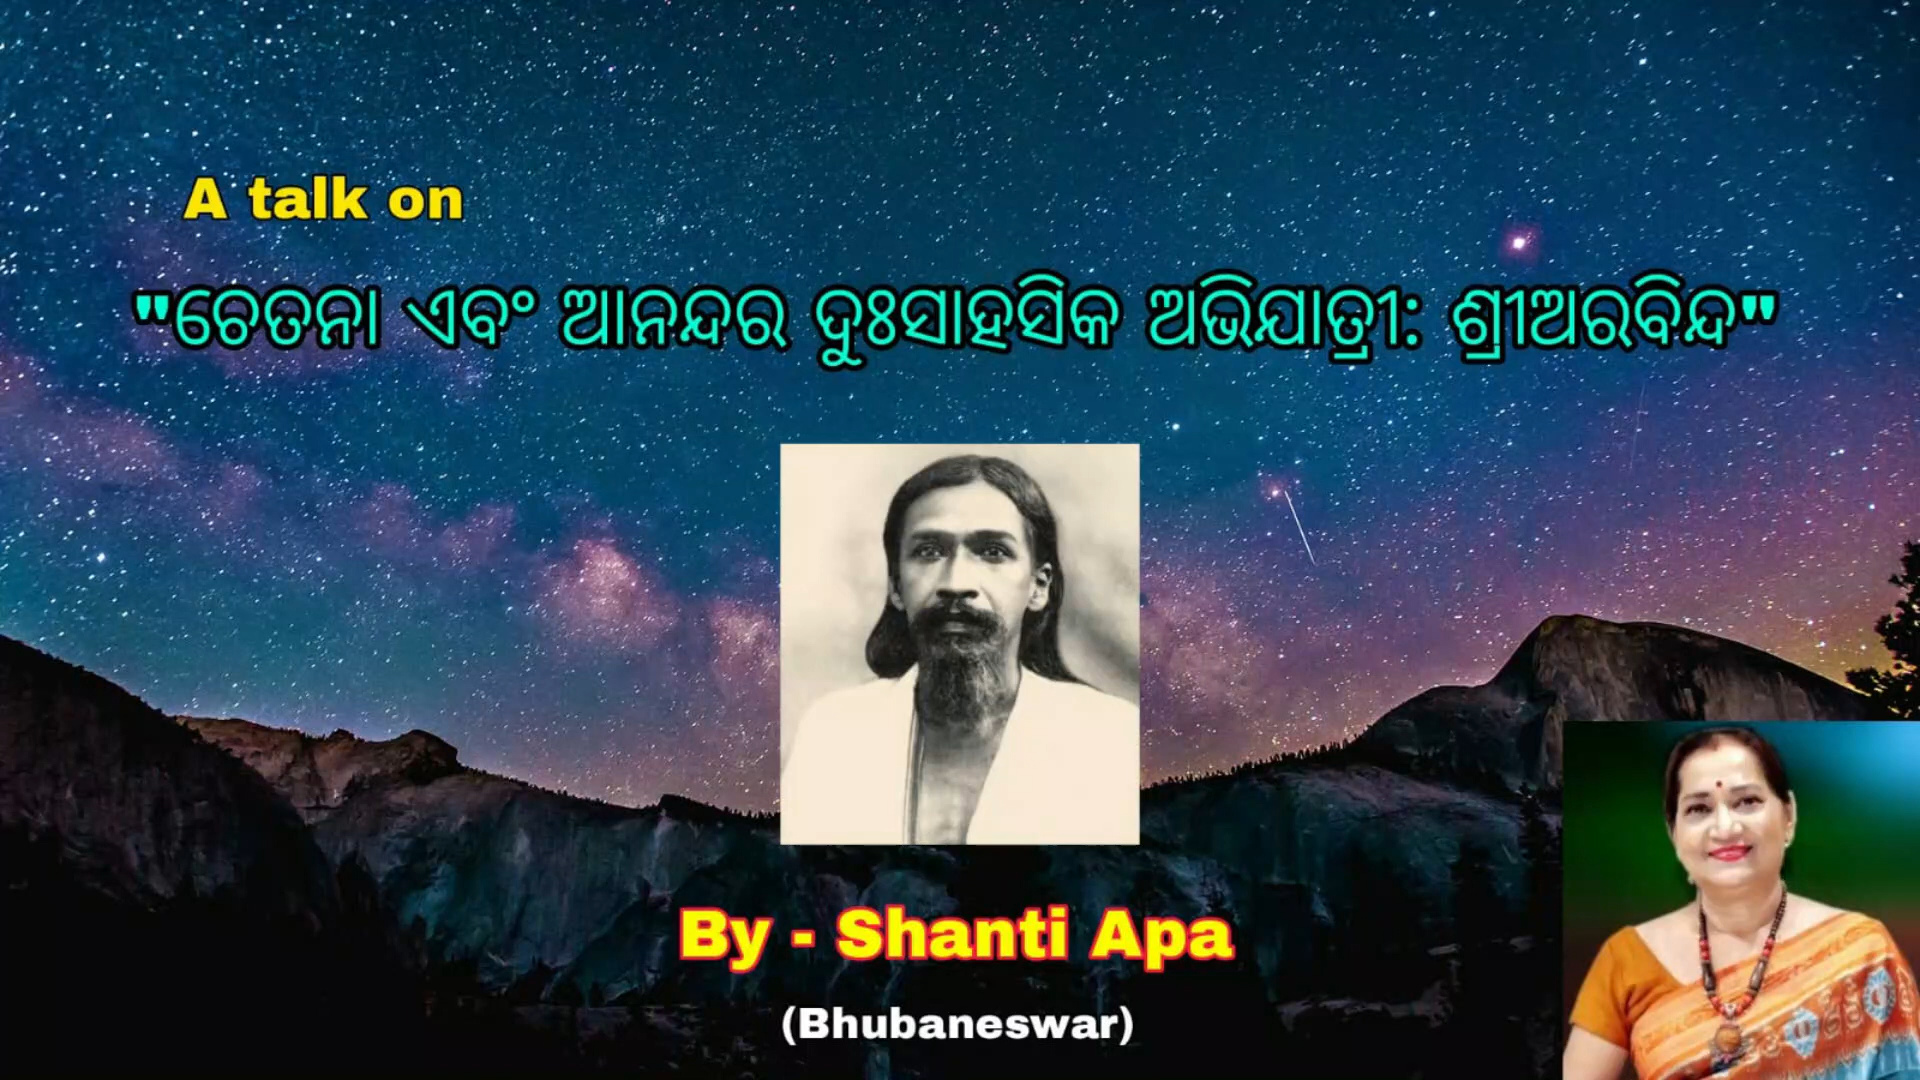 A talk on
"ଚେତନା ଏବଂ ଆନନ୍ଦର ଦୁଃସାହସିକ ଅଭିଯାତ୍ରୀ: ଶ୍ରୀଅରବିନ୍ଦ"
By - Shanti Apa
(Bhubaneswar)